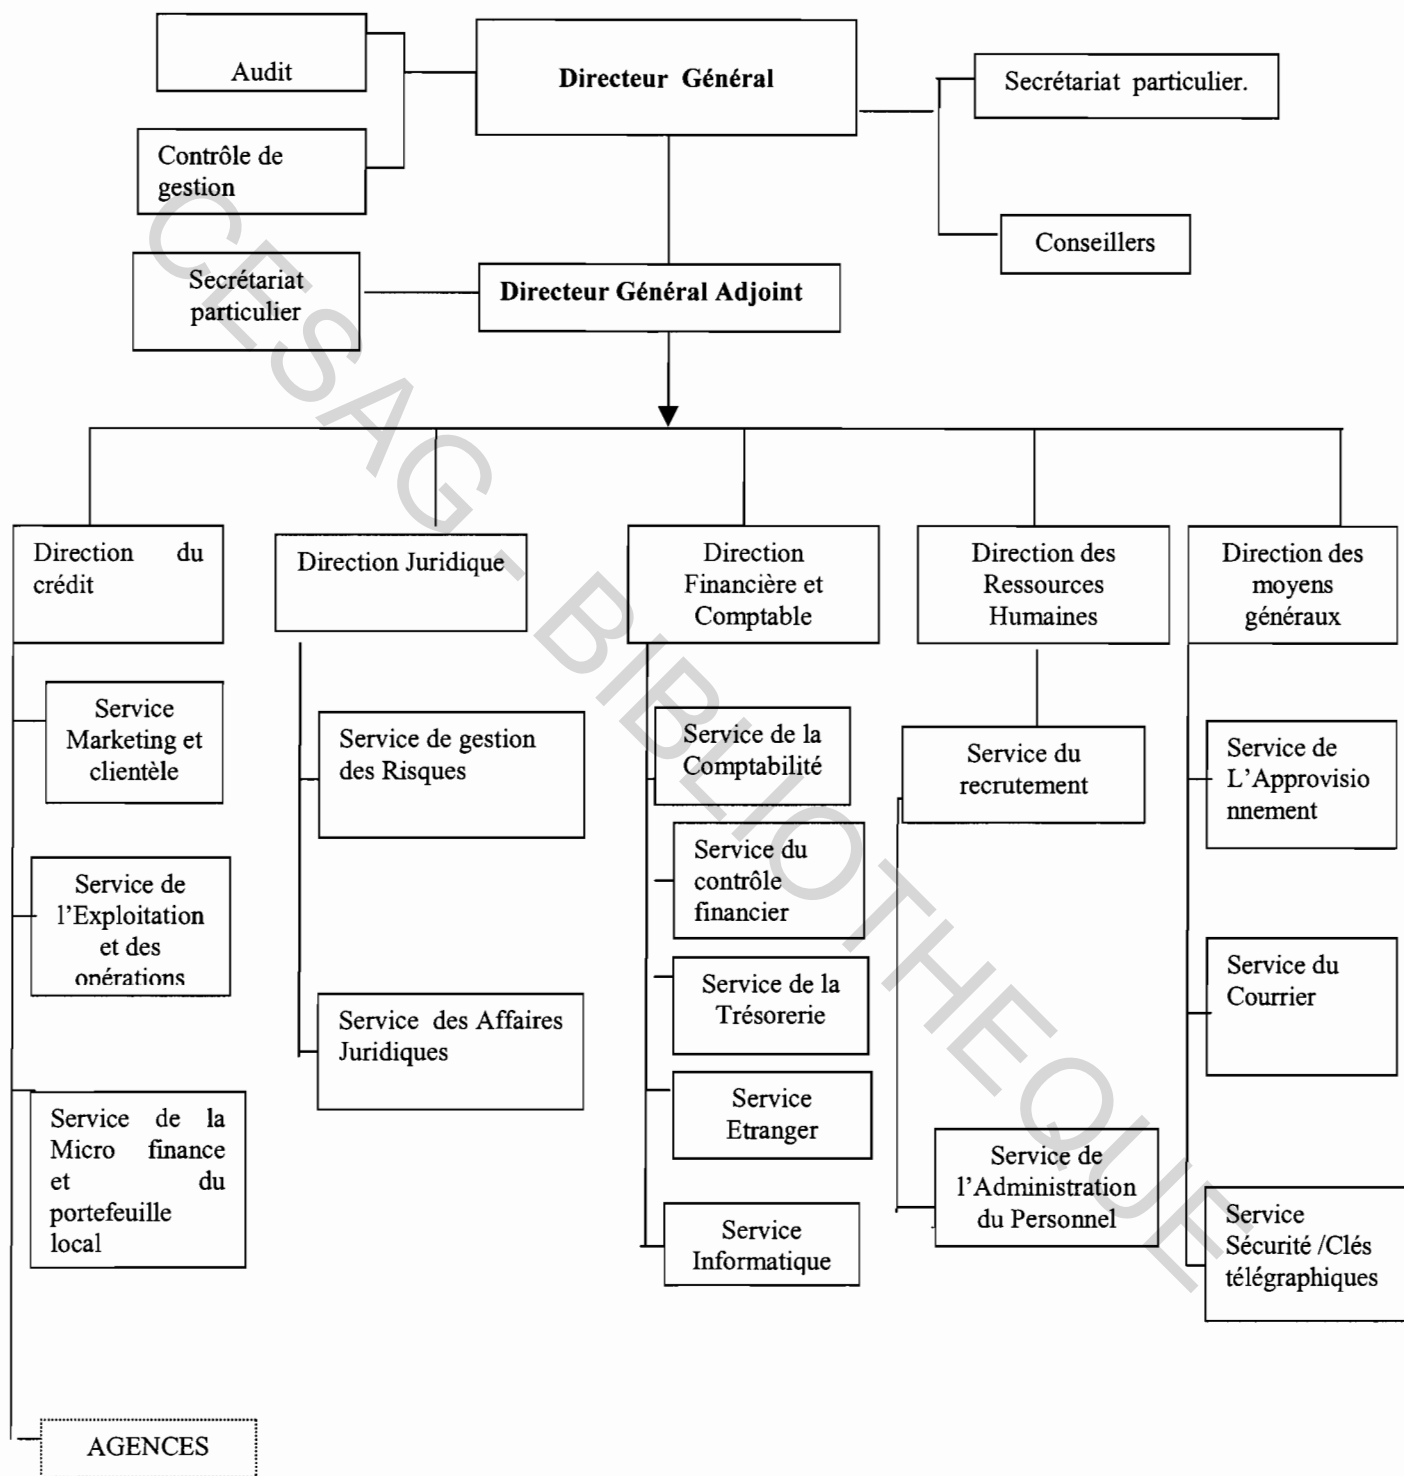 Audit
Directeur Général
Secrétariat particulier.
Contrôle de
gestion
Conseillers
Secrétariat
particulier
Directeur Général Adjoint
Direction du
crédit
Direction Juridique
Direction
Financière et
Comptable
Direction des
Ressources
Humaines
Direction des
moyens
généraux
Service
Marketing et
clientèle
Service de
l'Exploitation
et des
opérations
Service de la
Micro finance
et du
portefeuille
local
AGENCES
Service de gestion
des Risques
Service des Affaires
Juridiques
Service de la
Comptabilité
Service du
contrôle
financier
Service de la
Trésorerie
Service
Etranger
Service
Informatique
Service du
recrutement
Service de
l'Administration
du Personnel
Service de
L'Approvisio
nnement
Service du
Courrier
Service
Sécurité /Clés
télégraphiques
CESAG - BIBLIOTHEQUE